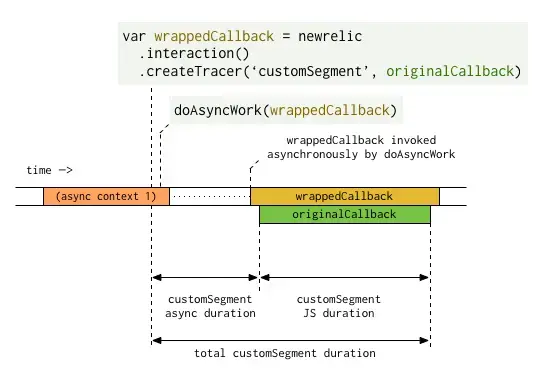 var wrappedCallback = newrelic
.interaction()
.createTracer(‘customSegment’, originalCallback)
doAsyncWork(wrappedCallback)
wrappedCallback invoked
asynchronously by doAsyncWork
time —>
(async context 1)
wrappedCallback
originalCallback
customSegment
async duration
customSegment
JS duration
total customSegment duration